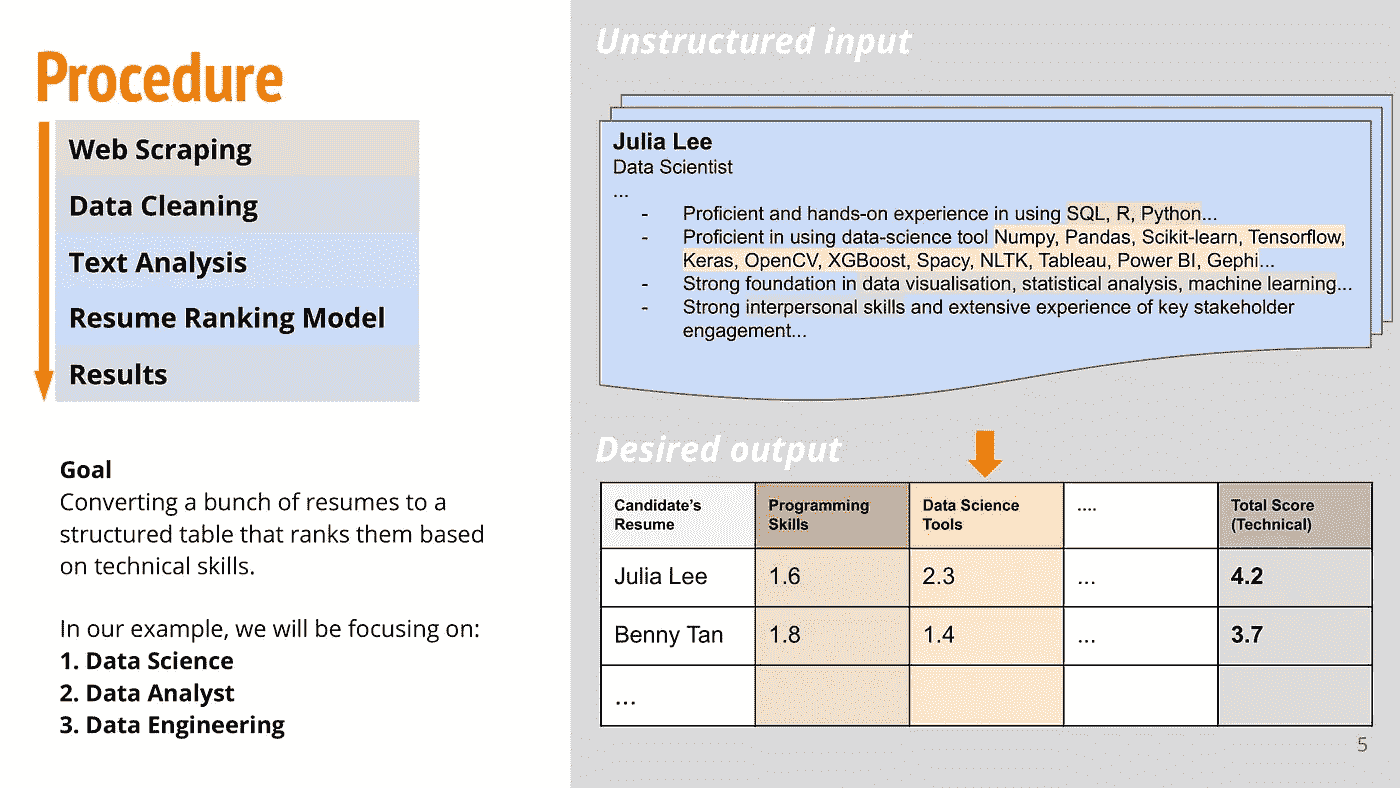 Procedure
Web Scraping
Data Cleaning
Text Analysis
Resume Ranking Model
Results
Goal
Converting a bunch of resumes to a
structured table that ranks them based
on technical skills.
In our example, we will be focusing on:
1. Data Science
2. Data Analyst
3. Data Engineering
Unstructured input
Julia Lee
Data Scientist
...
- Proficient and hands-on experience in using SQL, R, Python...
- Proficient in using data-science tool Numpy, Pandas, Scikit-learn, Tensorflow,
Keras, OpenCV, XGBoost, Spacy, NLTK, Tableau, Power BI, Gephi...
- Strong foundation in data visualisation, statistical analysis, machine learning...
- Strong interpersonal skills and extensive experience of key stakeholder
engagement...
Desired output
Candidate's Resume Programming Skills Data Science Tools .... Total Score (Technical)
Julia Lee 1.6 2.3 ... 4.2
Benny Tan 1.8 1.4 ... 3.7
...
5